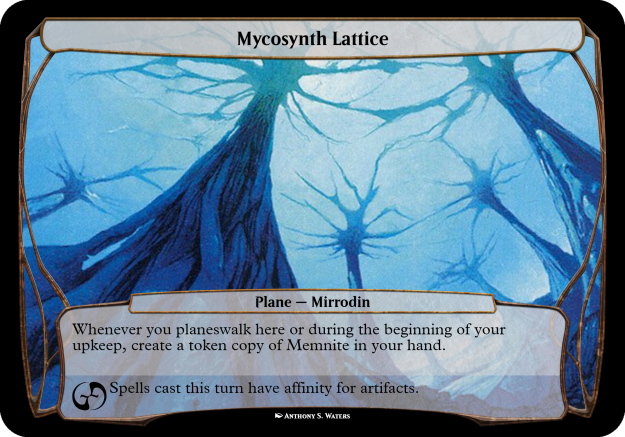 Mycosynth Lattice
Plane — Mirrodin
Whenever you planeswalk here or during the beginning of your
upkeep, create a token copy of Memnite in your hand.
Spells cast this turn have affinity for artifacts.
Anthony S. Waters